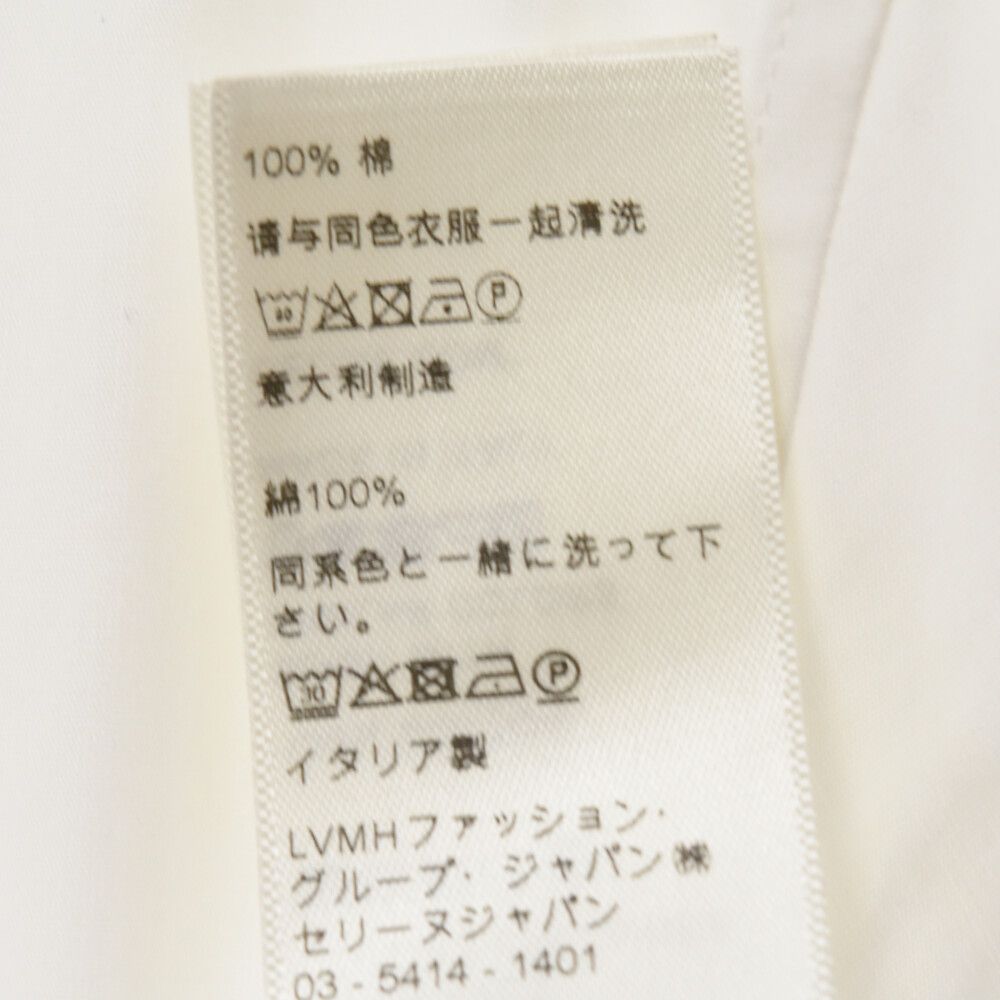 100% 棉
请与同色衣服一起清洗
P
意大利制造
綿100%
同系色と一緒に洗って下
さい。
30
P
イタリア製
LVMHファッション・
グループ・ジャパン㈱
セリーヌジャパン
03 - 5414 - 1401